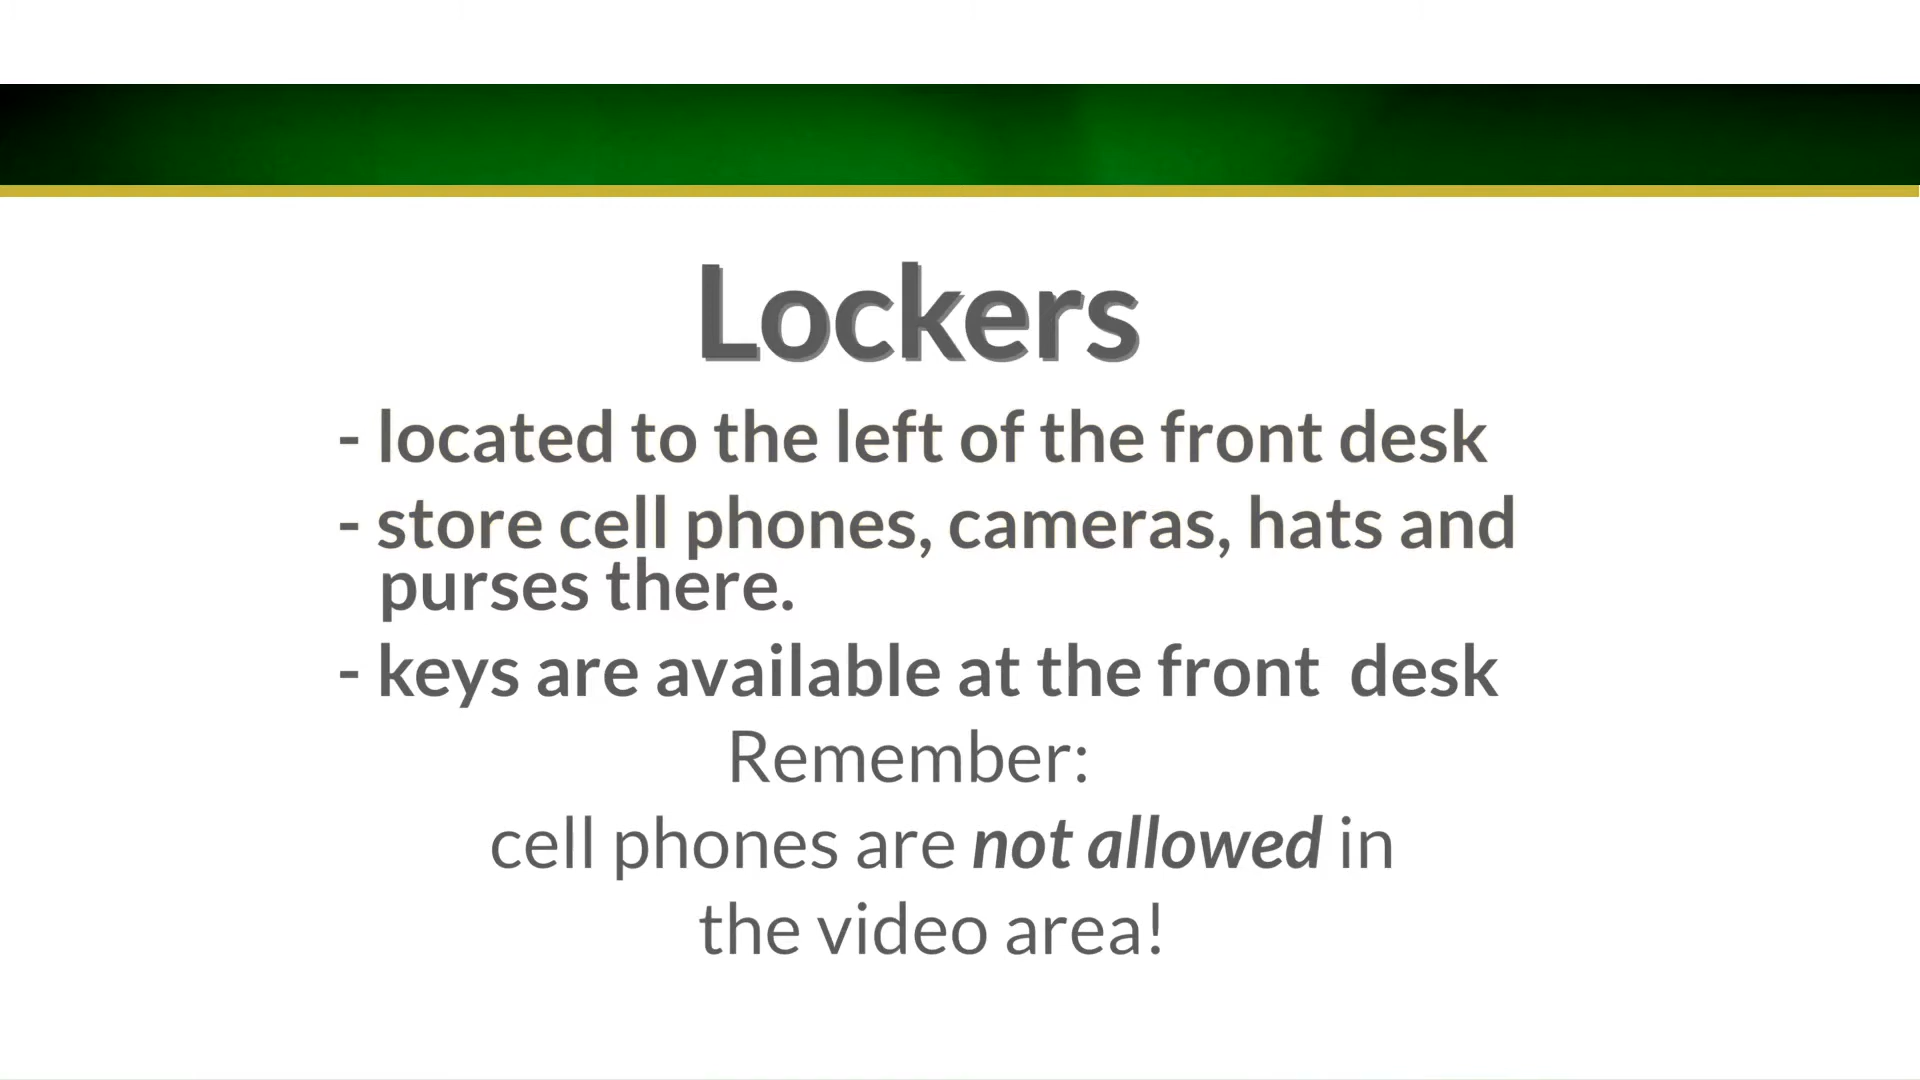 Lockers
- located to the left of the front desk
- store cell phones, cameras, hats and
purses there.
- keys are available at the front  desk
Remember:
cell phones are not allowed in
the video area!